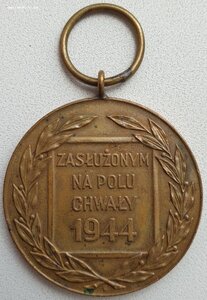 ZASŁUŻONYM
NA POLU
CHWAŁY
1944